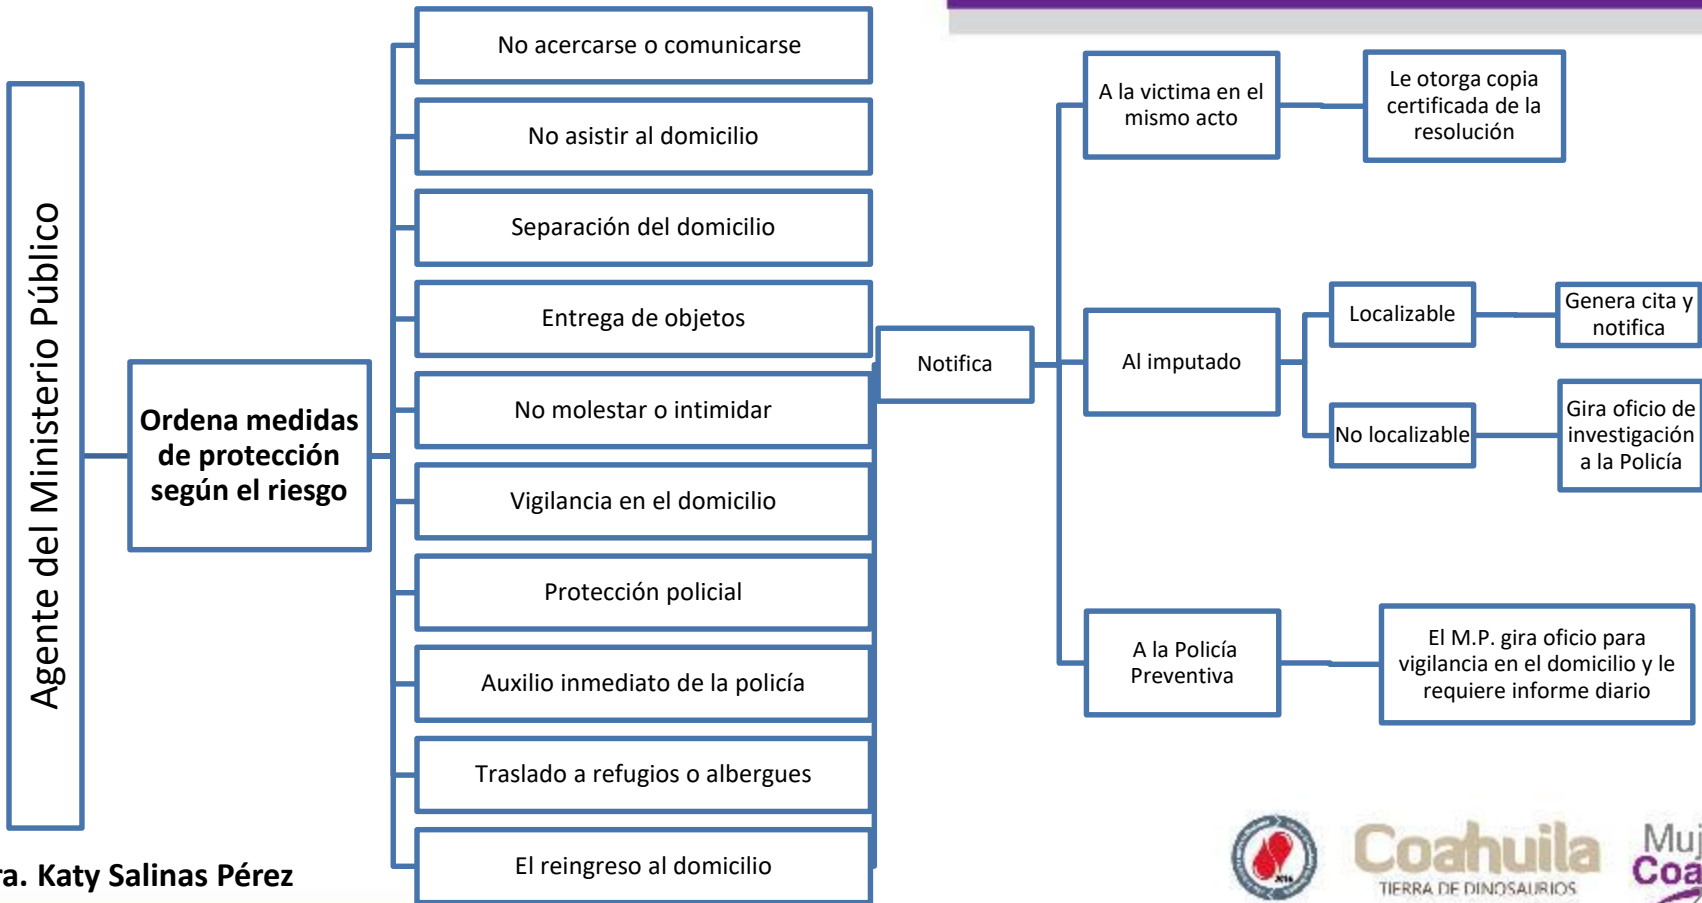 Agente del Ministerio Público
Ordena medidas
de protección
según el riesgo
No acercarse o comunicarse
No asistir al domicilio
Separación del domicilio
Entrega de objetos
No molestar o intimidar
Vigilancia en el domicilio
Protección policial
Auxilio inmediato de la policía
Traslado a refugios o albergues
El reingreso al domicilio
Notifica
A la victima en el
mismo acto
Le otorga copia
certificada de la
resolución
Al imputado
Localizable
Genera cita y
notifica
No localizable
Gira oficio de
investigación
a la Policía
A la Policía
Preventiva
El M.P. gira oficio para
vigilancia en el domicilio y le
requiere informe diario
ra. Katy Salinas Pérez
2016
Coahuila
TIERRA DE DINOSAURIOS
Muj
Coa